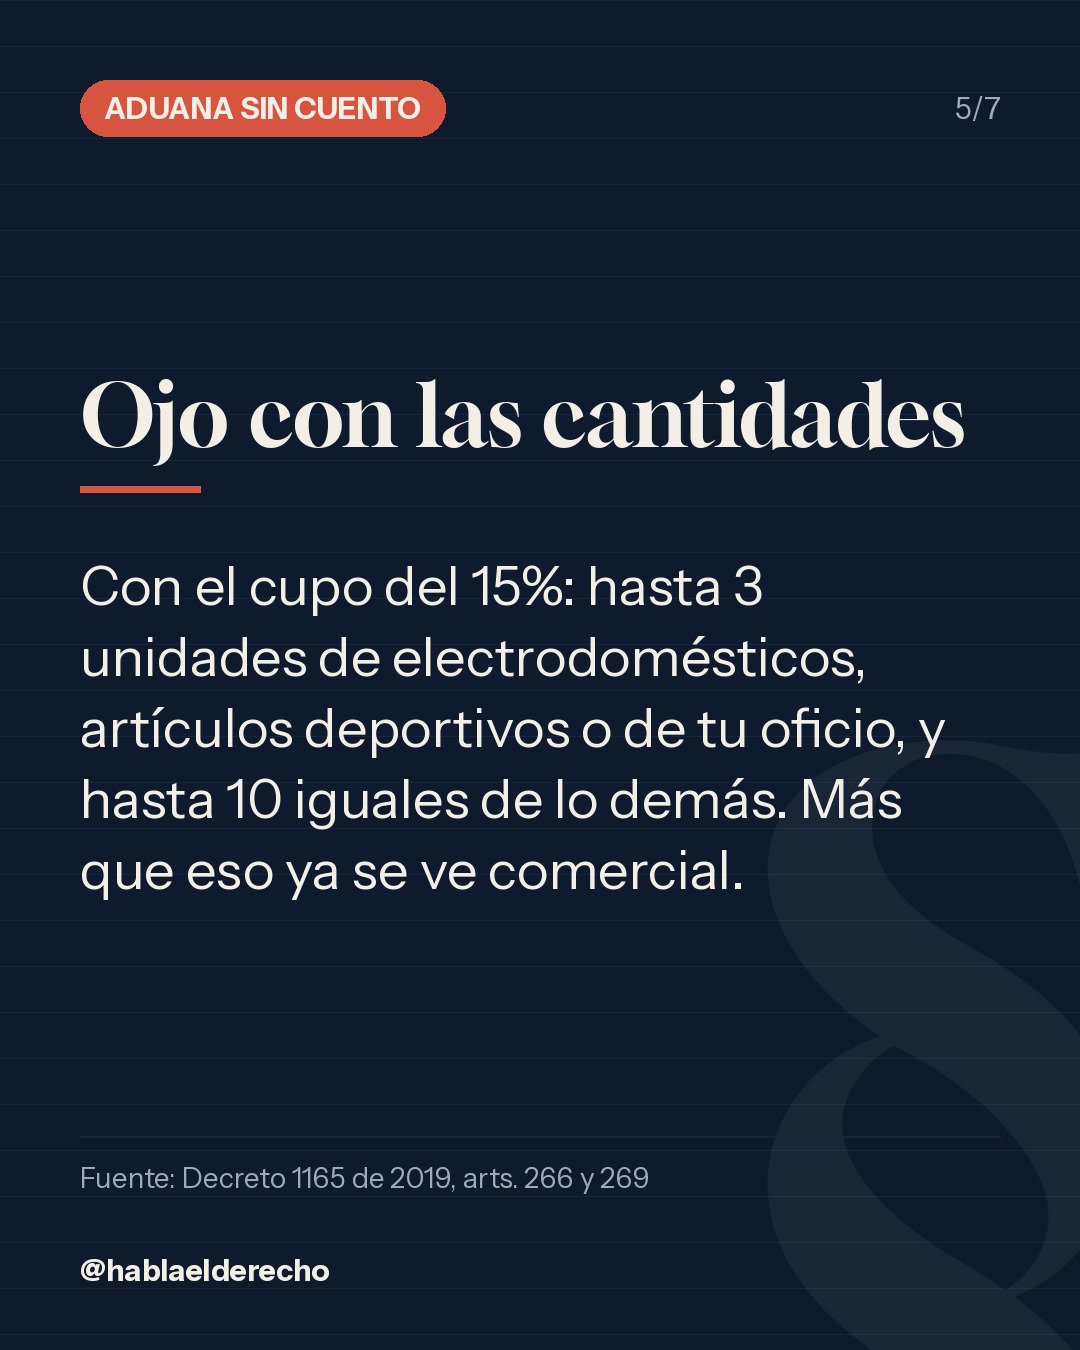 ADUANA SIN CUENTO
5/7
Ojo con las cantidades
Con el cupo del 15%: hasta 3
unidades de electrodomésticos,
artículos deportivos o de tu oficio, y
hasta 10 iguales de lo demás. Más
que eso ya se ve comercial.
Fuente: Decreto 1165 de 2019, arts. 266 y 269
@hablaelderecho
§